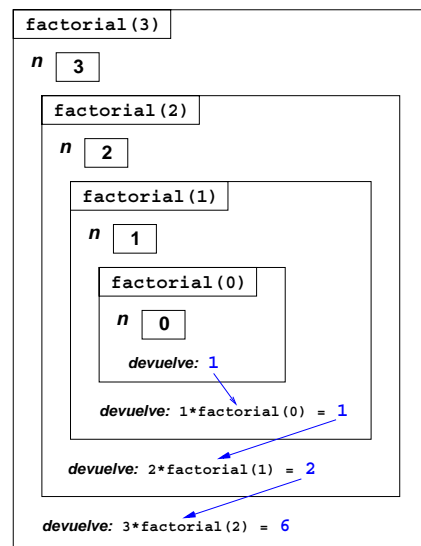 factorial(3)
n 3
factorial(2)
n 2
factorial(1)
n 1
factorial(0)
n 0
devuelve: 1
devuelve: 1*factorial(0) = 1
devuelve: 2*factorial(1) = 2
devuelve: 3*factorial(2) = 6